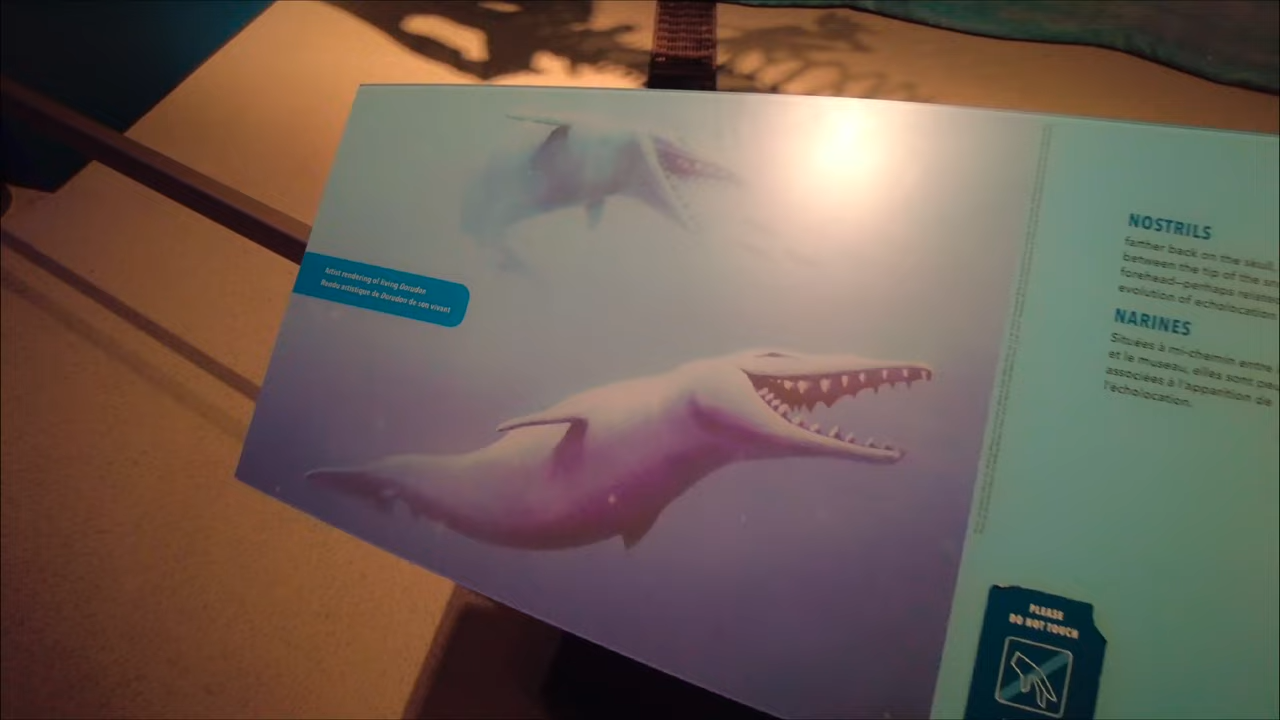 Artist rendering of living Dorudon
Rendu artistique de Dorudon de son vivant
NOSTRILS
farther back on the skull,
between the tip of the
forehead—perhaps related
evolution of echolocation
NARINES
Situées à mi-chemin entre
et le museau, elles sont
associées à l'apparition de
l'écholocation.
PLEASE
DO NOT TOUCH